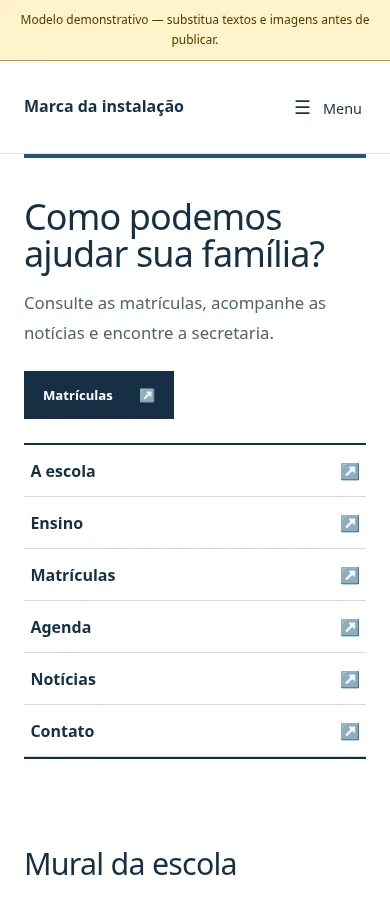 Modelo demonstrativo — substitua textos e imagens antes de
publicar.
Marca da instalação
☰ Menu
Como podemos
ajudar sua família?
Consulte as matrículas, acompanhe as
notícias e encontre a secretaria.
Matrículas ↗
A escola ↗
Ensino ↗
Matrículas ↗
Agenda ↗
Notícias ↗
Contato ↗
Mural da escola